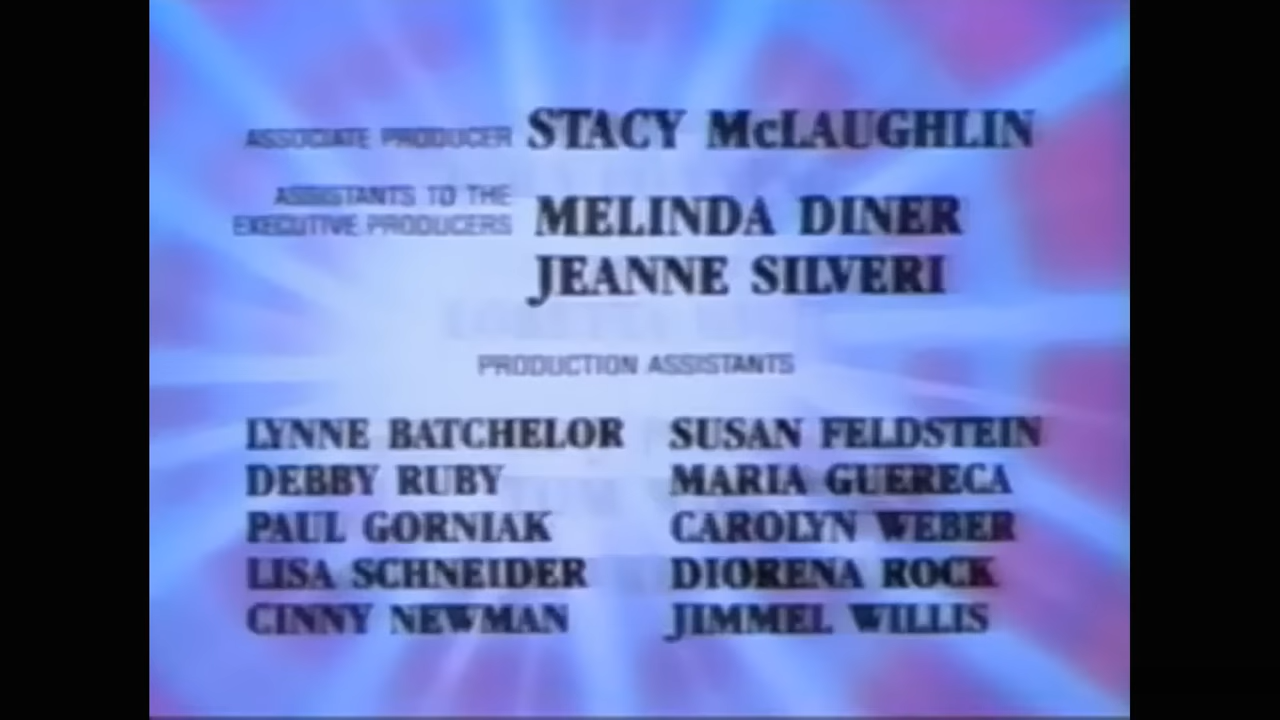 ASSOCIATE PRODUCER STACY McLAUGHLIN
ASSISTANTS TO THE
EXECUTIVE PRODUCERS MELINDA DINER
JEANNE SILVERI
PRODUCTION ASSISTANTS
LYNNE BATCHELOR SUSAN FELDSTEIN
DEBBY RUBY MARIA GUERECA
PAUL GORNIAK CAROLYN WEBER
LISA SCHNEIDER DIORENA ROCK
CINNY NEWMAN JIMMEL WILLIS